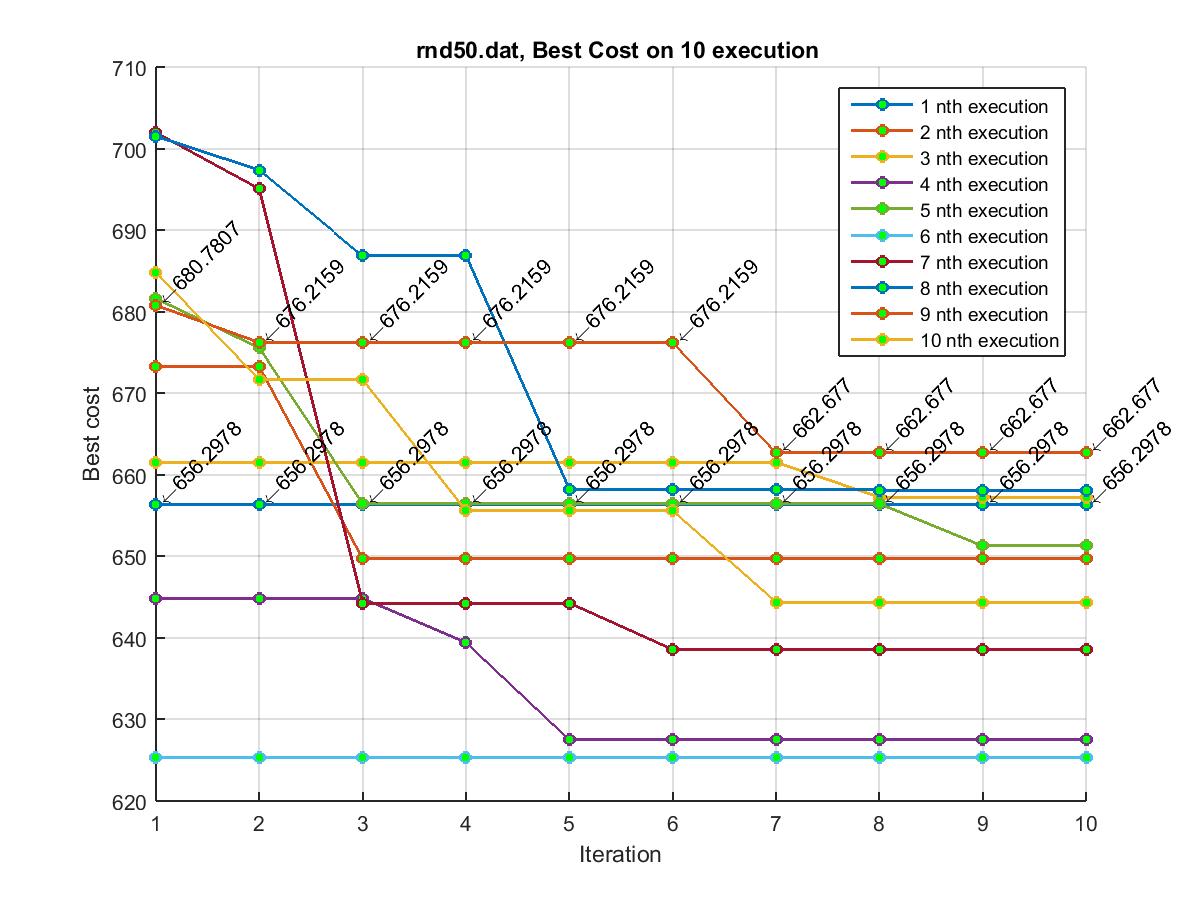 rnd50.dat, Best Cost on 10 execution
710
700
690
680
670
660
650
640
630
620
Best cost
1 nth execution
2 nth execution
3 nth execution
4 nth execution
5 nth execution
6 nth execution
7 nth execution
8 nth execution
9 nth execution
10 nth execution
680.7807
676.2159
676.2159
676.2159
676.2159
676.2159
662.677
662.677
662.677
662.677
656.2978
656.2978
656.2978
656.2978
656.2978
656.2978
656.2978
656.2978
656.2978
656.2978
1 2 3 4 5 6 7 8 9 10
Iteration